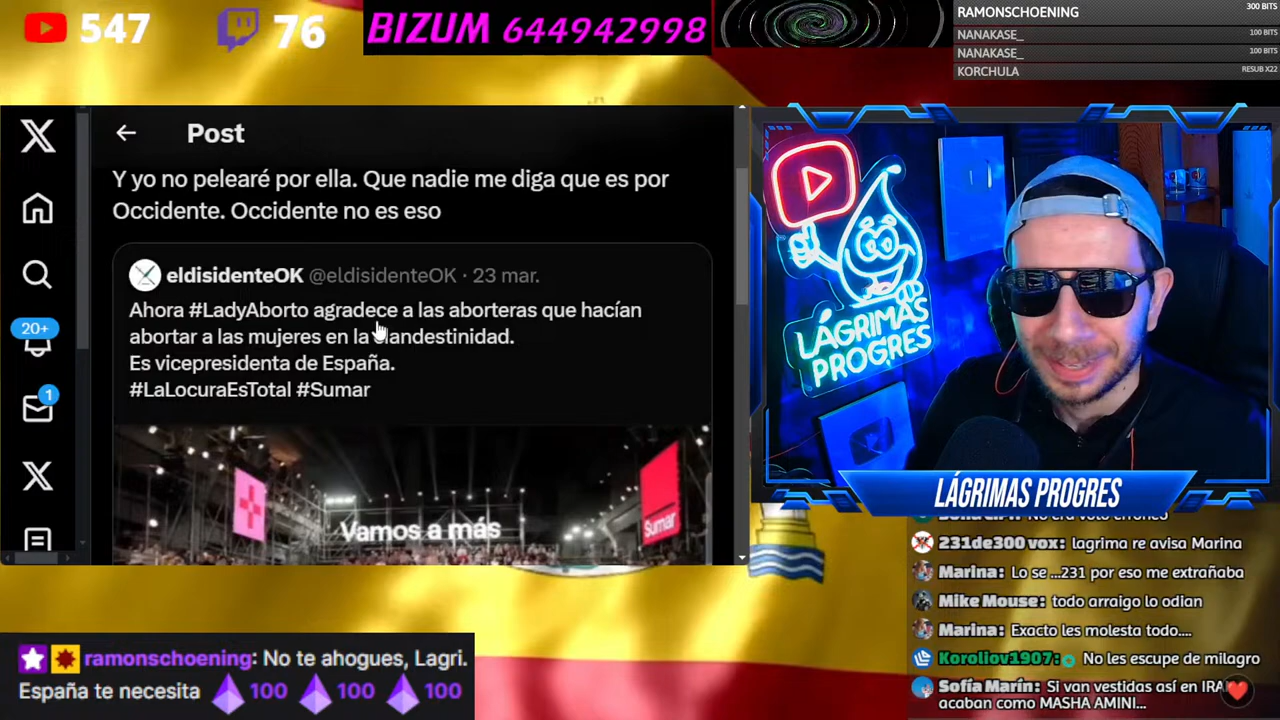 547
76
BIZUM 644942998
RAMONSCHOENING 300 BITS
NANAKASE_ 100 BITS
NANAKASE_ 100 BITS
KORCHULA RESUB X22
Post
Y yo no pelearé por ella. Que nadie me diga que es por
Occidente. Occidente no es eso
eldisidenteOK @eldisidenteOK · 23 mar.
Ahora #LadyAborto agradece a las aborteras que hacían
abortar a las mujeres en la clandestinidad.
Es vicepresidenta de España.
#LaLocuraEsTotal #Sumar
20+
1
Vamos a más
Sumar
LÁGRIMAS
PROGRES
LÁGRIMAS PROGRES
231de300 vox: lagrima re avisa Marina
Marina: Lo se ...231 por eso me extrañaba
Mike Mouse: todo arraigo lo odian
Marina: Exacto les molesta todo....
Koroliov1907: No les escupe de milagro
Sofía Marín: Si van vestidas así en IRA
acaban como MASHA AMINI...
ramonschoening: No te ahogues, Lagri.
España te necesita 100 100 100